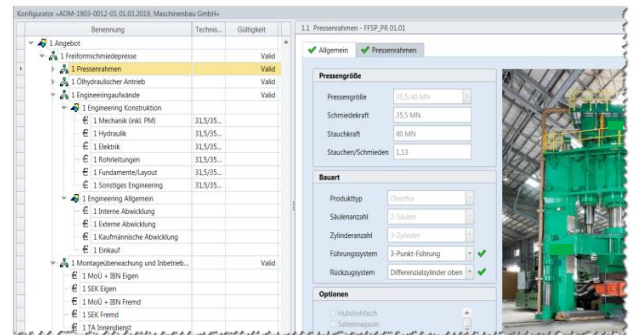 Konfigurator «ADM-1903-0012-01 01.03.2019, Maschinenbau GmbH»
Benennung Technis... Gültigkeit
1 Angebot
1 Freiformschmiedepresse Valid
1 Pressenrahmen Valid
1 Ölhydraulischer Antrieb Valid
1 Engineeringaufwände Valid
1 Engineering Konstruktion
€ 1 Mechanik (inkl. PM) 31,5/35...
€ 1 Hydraulik 31,5/35...
€ 1 Elektrik 31,5/35...
€ 1 Rohrleitungen 31,5/35...
€ 1 Fundamente/Layout 31,5/35...
€ 1 Sonstiges Engineering 31,5/35...
1 Engineering Allgemein
€ 1 Interne Abwicklung
€ 1 Externe Abwicklung
€ 1 Kaufmännische Abwicklung
€ 1 Einkauf
1 Montageüberwachung und Inbetrieb... Valid
€ 1 MoÜ + IBN Eigen
€ 1 SEK Eigen
€ 1 MoÜ + IBN Fremd
€ 1 SEK Fremd
€ 1 TA Innendienst
1.1 Pressenrahmen - FFSP_PR 01.01
Allgemein Pressenrahmen
Pressengröße
Pressengröße 35,5/40 MN
Schmiedekraft 35,5 MN
Stauchkraft 40 MN
Stauchen/Schmieden 1,13
Bauart
Produkttyp Oberflur
Säulenanzahl 2-Säulen
Zylinderanzahl 3-Zylinder
Führungssystem 3-Punkt-Führung
Rückzugsystem Differenzialzylinder oben
Optionen
Hubdrehtisch
Sattelmagazin